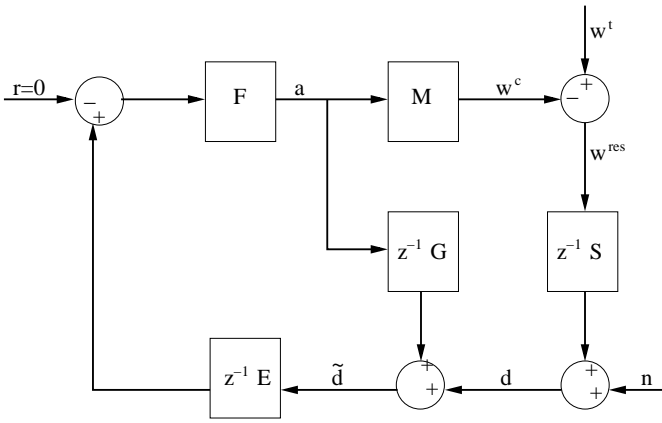 w^t
r=0
−
+
F
a
M
w^c
+
−
w^res
z^−1 G
z^−1 S
z^−1 E
d̃
+
+
d
+
+
n